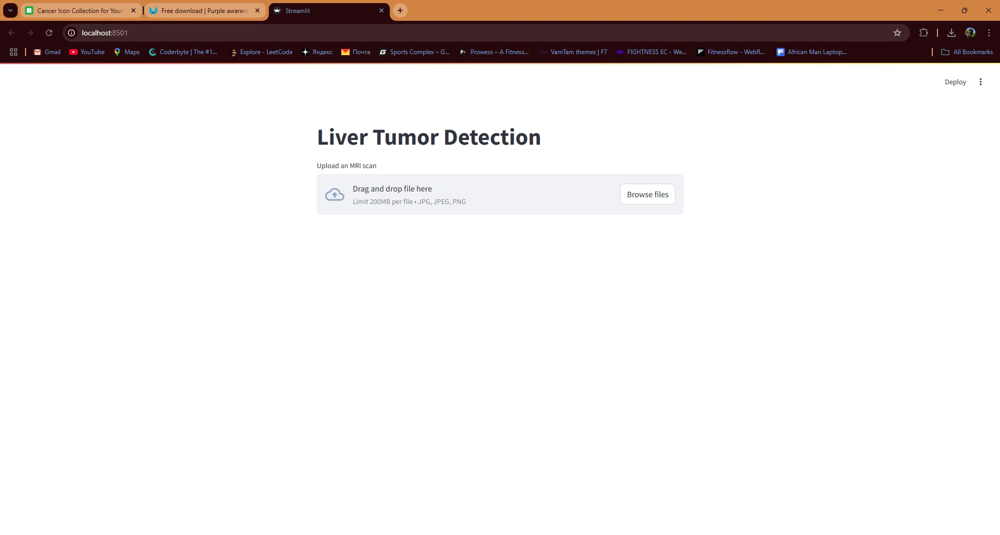 Cancer Icon Collection for Your
Free download | Purple awaren
Streamlit
localhost:8501
Gmail
YouTube
Maps
Coderbyte | The #1...
Explore - LeetCode
Яндекс
Почта
Sports Complex – G...
Prowess – A Fitness...
VamTam themes | F7
FIGHTNESS EC - We...
Fitnessflow - Webfl...
African Man Laptop...
All Bookmarks
Deploy
Liver Tumor Detection
Upload an MRI scan
Drag and drop file here
Limit 200MB per file • JPG, JPEG, PNG
Browse files